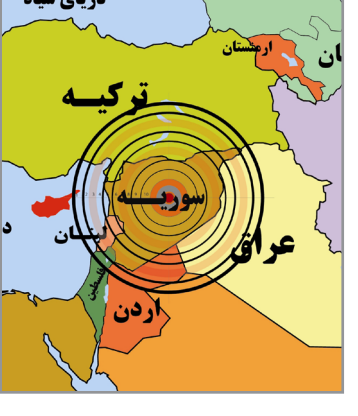 دریای سیاه
ارمنستان
ترکیه
سوریه
لبنان
عراق
فلسطین
اردن